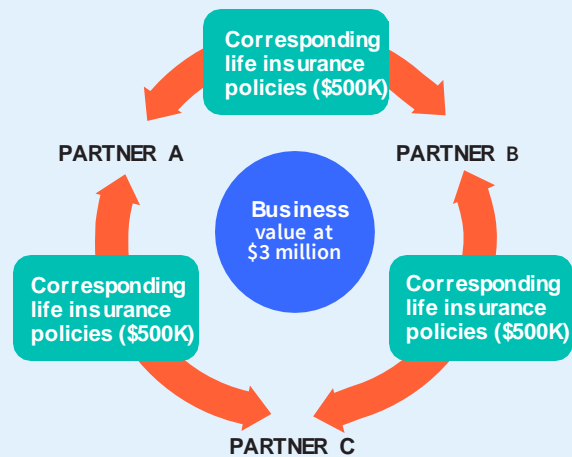 Corresponding
life insurance
policies ($500K)
PARTNER A
PARTNER B
Business
value at
$3 million
Corresponding
life insurance
policies ($500K)
Corresponding
life insurance
policies ($500K)
PARTNER C